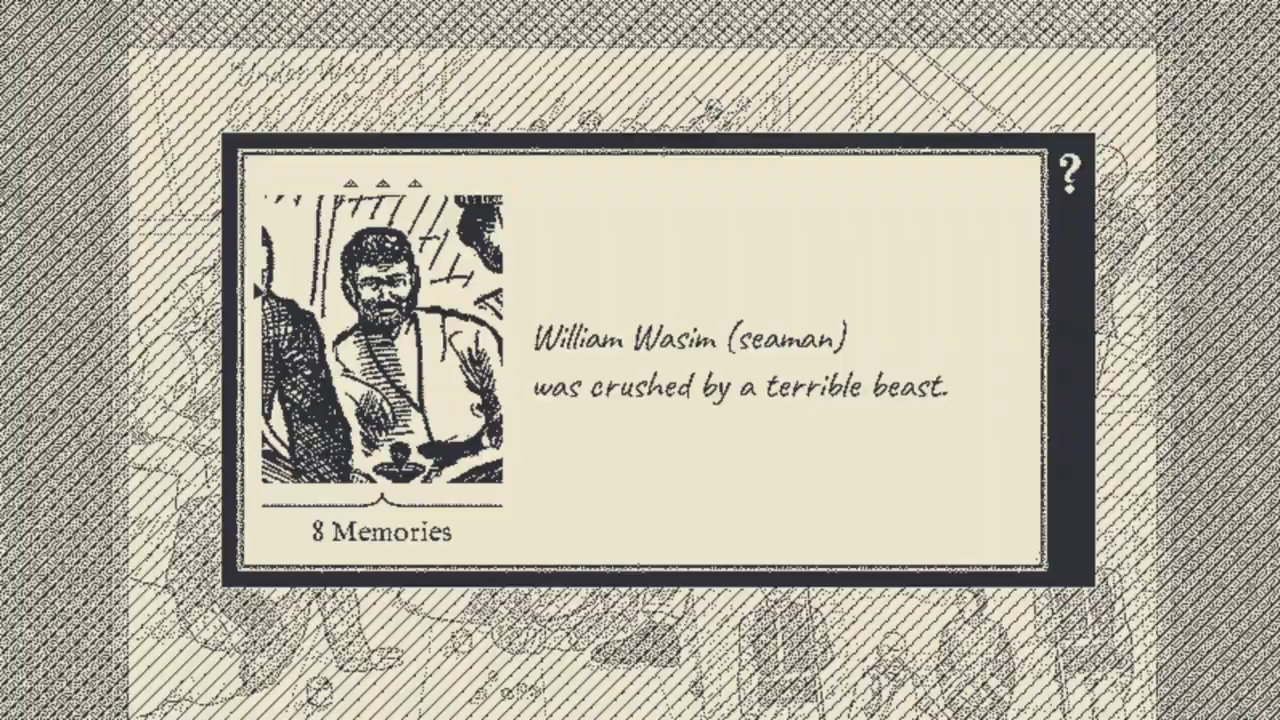 ?
William Wasim (seaman)
was crushed by a terrible beast.
8 Memories